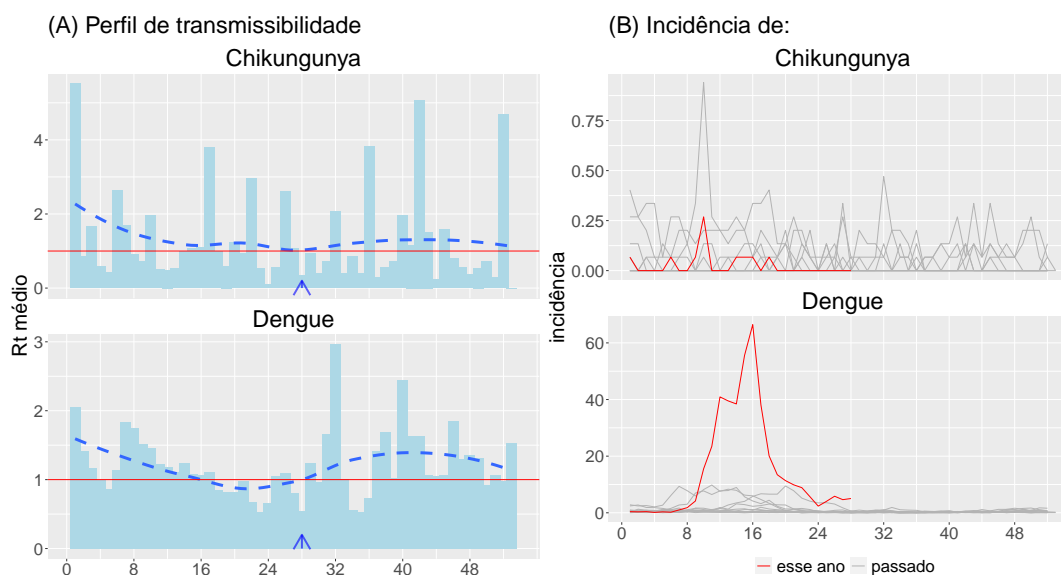 (A) Perfil de transmissibilidade
Chikungunya
4
2
0
Dengue
3
2
1
0
0 8 16 24 32 40 48
Rt médio
(B) Incidência de:
Chikungunya
0.75
0.50
0.25
0.00
Dengue
60
40
20
0
0 8 16 24 32 40 48
incidência
esse ano passado